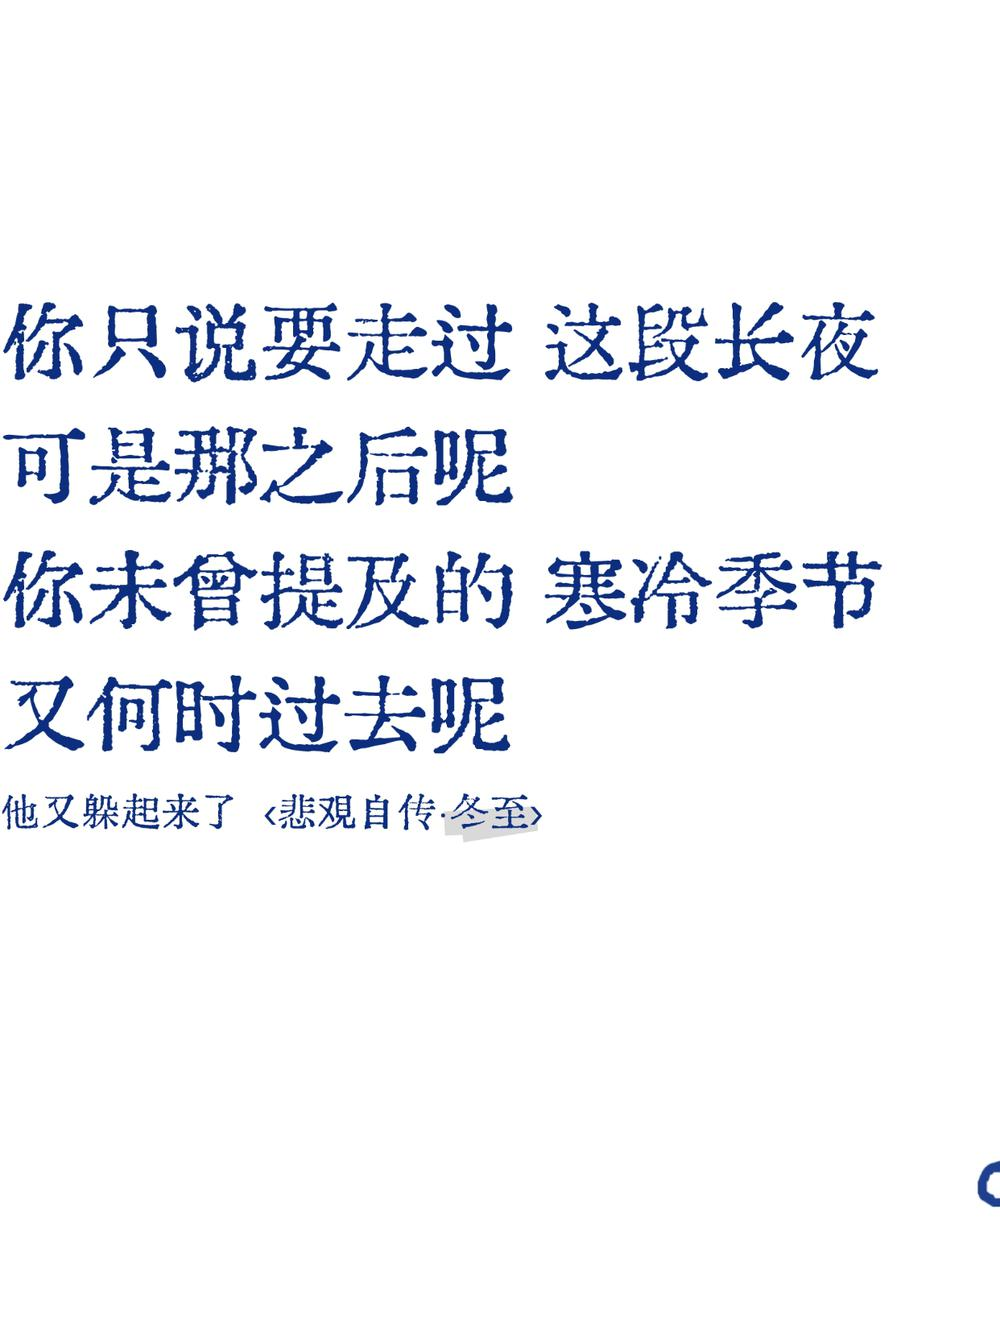 你只说要走过 这段长夜
可是那之后呢
你未曾提及的 寒冷季节
又何时过去呢
他又躲起来了 ‹悲观自传·冬至›